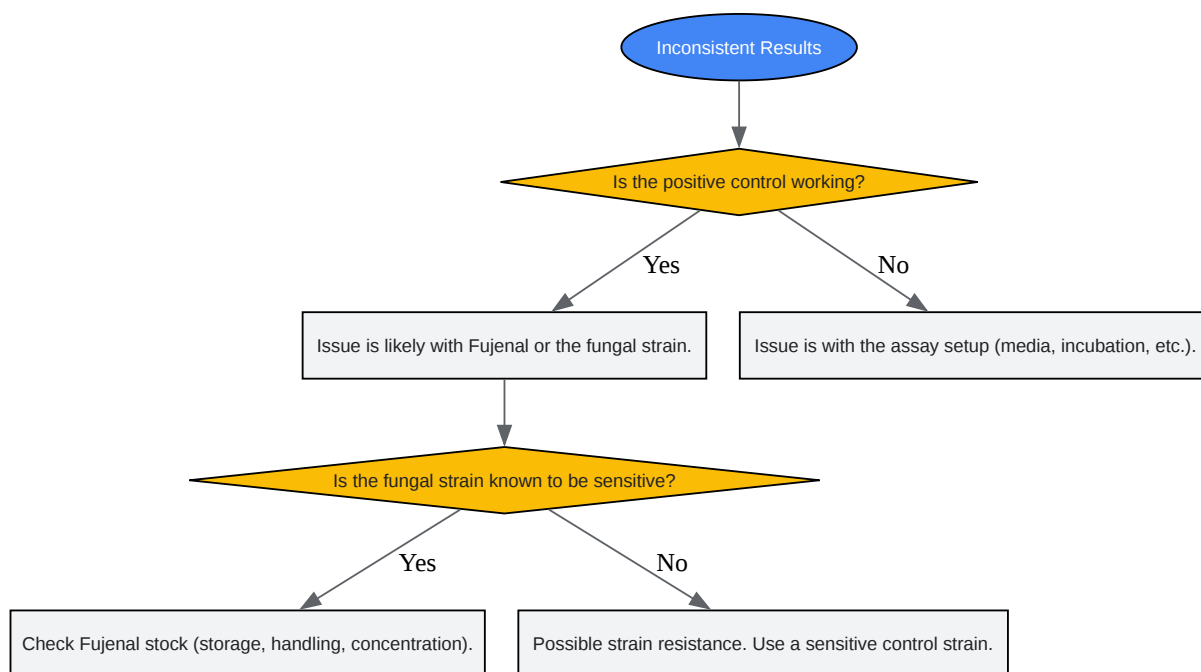 Inconsistent Results
Is the positive control working?
Yes
No
Issue is likely with Fujenal or the fungal strain.
Issue is with the assay setup (media, incubation, etc.).
Is the fungal strain known to be sensitive?
Yes
No
Check Fujenal stock (storage, handling, concentration).
Possible strain resistance. Use a sensitive control strain.